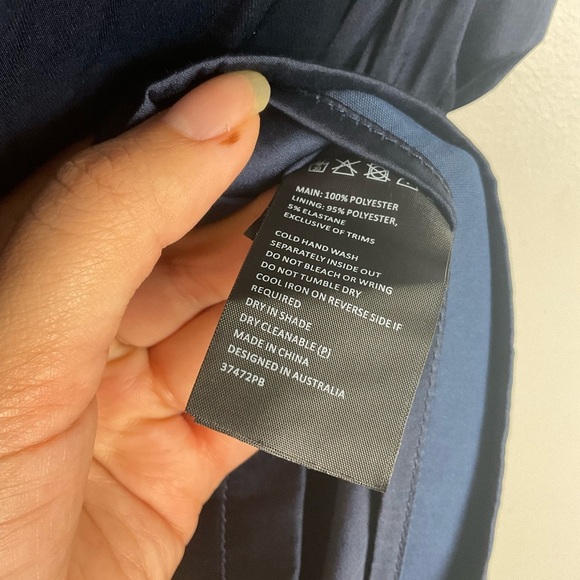 MAIN: 100% POLYESTER
LINING: 95% POLYESTER,
5% ELASTANE
EXCLUSIVE OF TRIMS
COLD HAND WASH
SEPARATELY INSIDE OUT
DO NOT BLEACH OR WRING
DO NOT TUMBLE DRY
COOL IRON ON REVERSE SIDE IF
REQUIRED
DRY IN SHADE
DRY CLEANABLE (P)
MADE IN CHINA
DESIGNED IN AUSTRALIA
37472PB